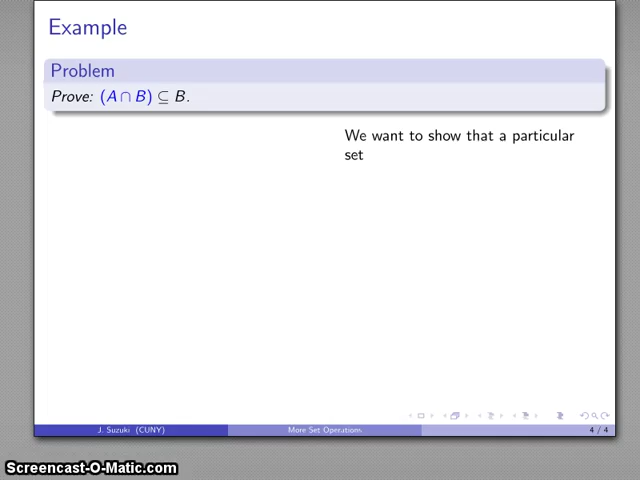 Example
Problem
Prove: (A ∩ B) ⊆ B.
We want to show that a particular
set
J. Suzuki (CUNY)
More Set Operations
4 / 4
Screencast-O-Matic.com